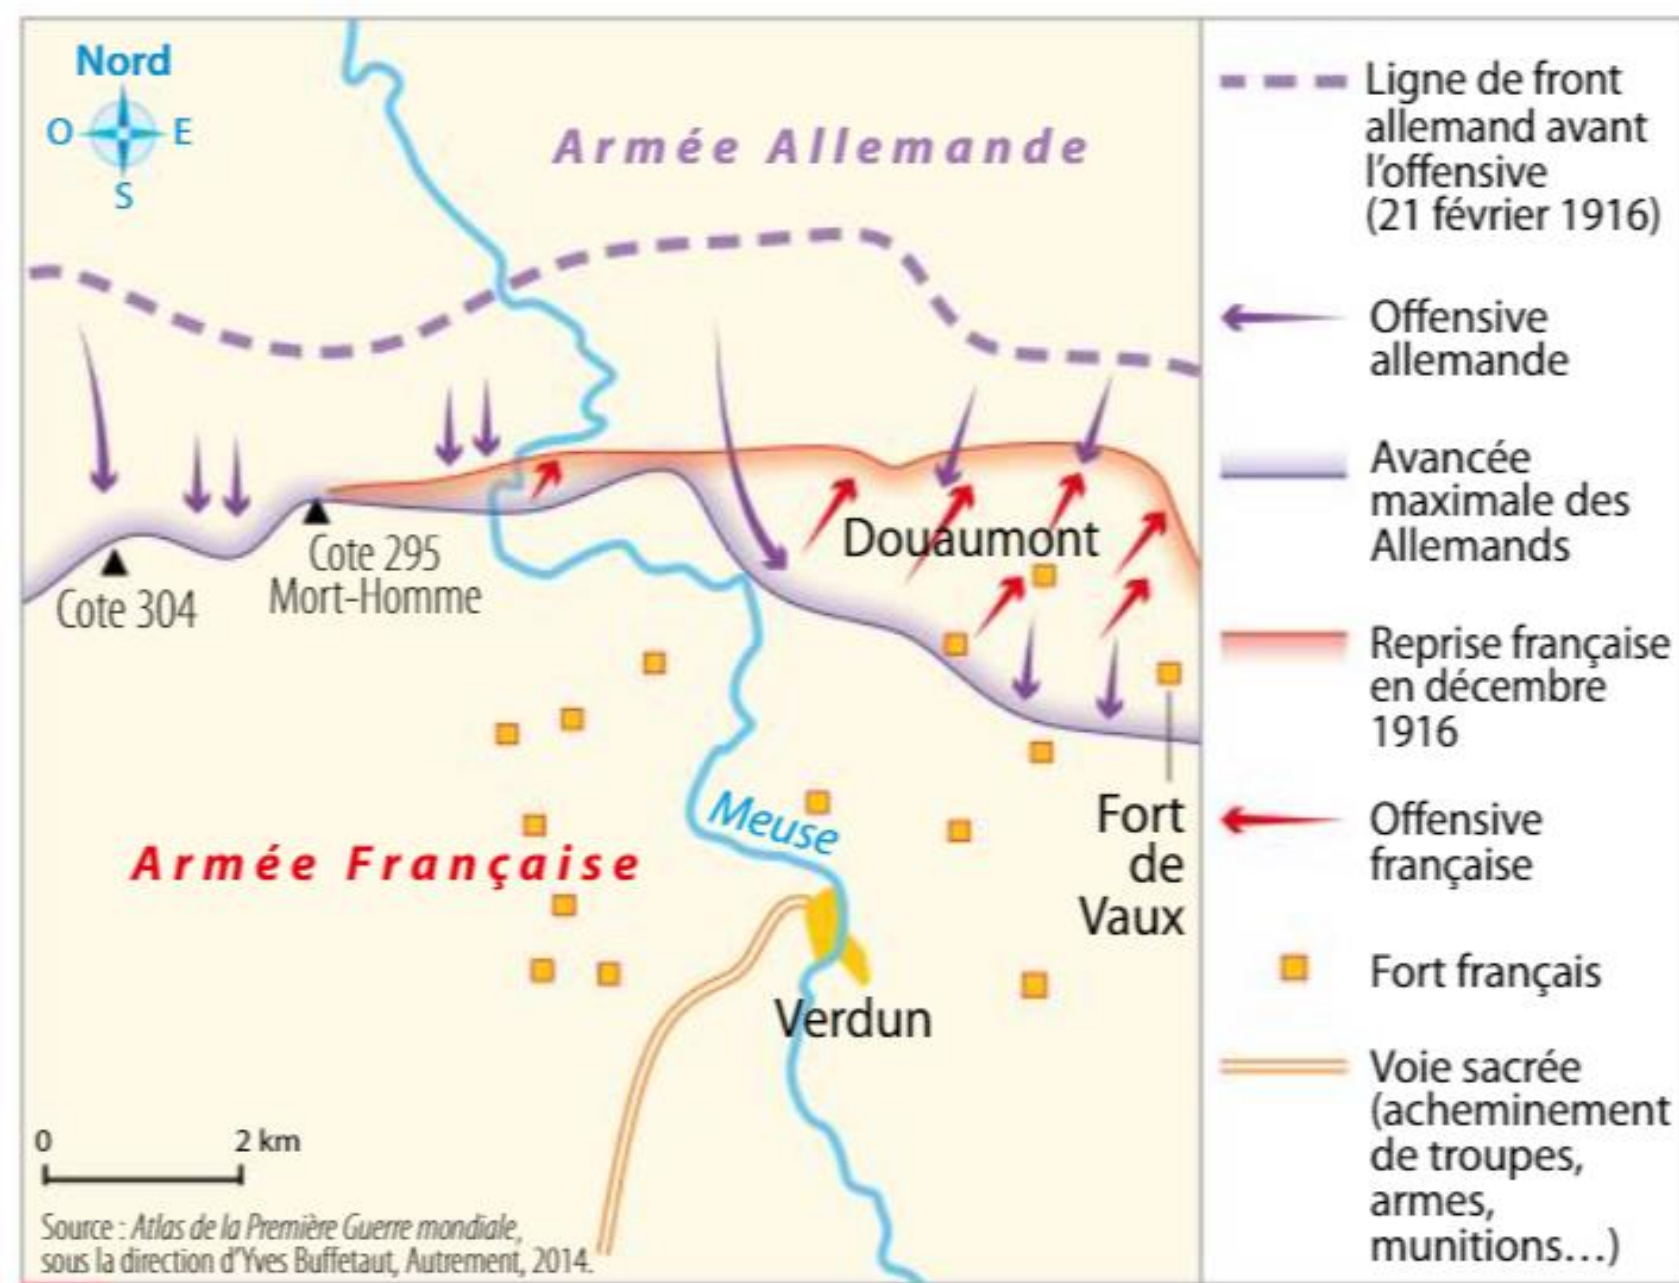 Nord
O
E
S
Armée Allemande
Douaumont
Cote 295
Mort-Homme
Cote 304
Meuse
Armée Française
Fort
de
Vaux
Verdun
0
2 km
Source : Atlas de la Première Guerre mondiale,
sous la direction d'Yves Buffetaut, Autrement, 2014.
Ligne de front
allemand avant
l'offensive
(21 février 1916)
Offensive
allemande
Avancée
maximale des
Allemands
Reprise française
en décembre
1916
Offensive
française
Fort français
Voie sacrée
(acheminement
de troupes,
armes,
munitions…)